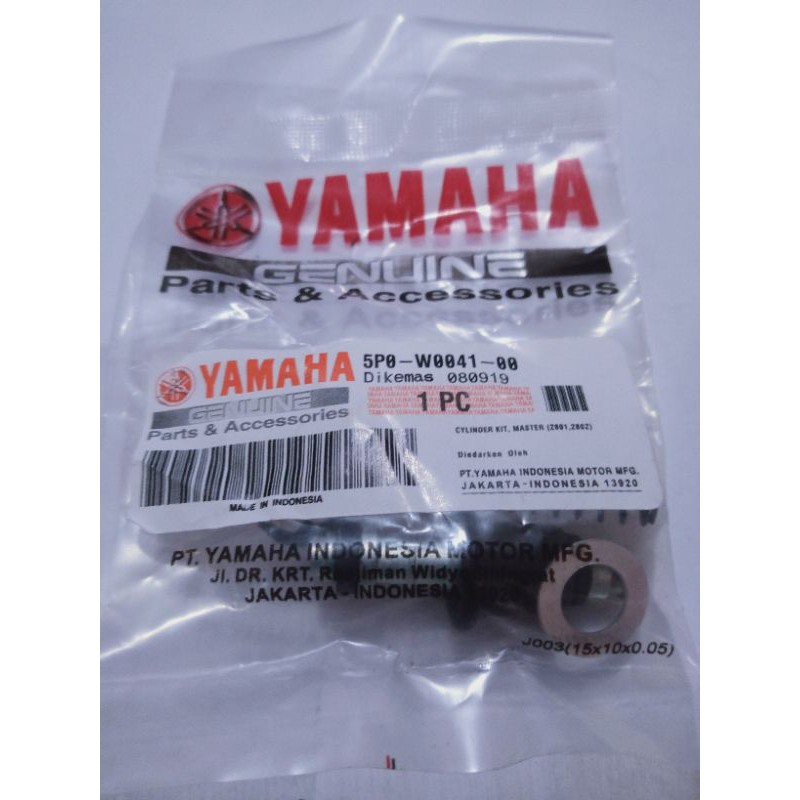 YAMAHA
GENUINE
Parts & Accessories
YAMAHA
GENUINE
Parts & Accessories
MADE IN INDONESIA
5P0-W0041-00
Dikemas 080919
1 PC
CYLINDER KIT, MASTER (2801,2802)
Diedarkan Oleh
PT.YAMAHA INDONESIA MOTOR MFG.
JAKARTA-INDONESIA 13920
PT. YAMAHA INDONESIA MOTOR MFG.
Jl. DR. KRT.
JAKARTA - INDONESIA
J003(15x10x0.05)